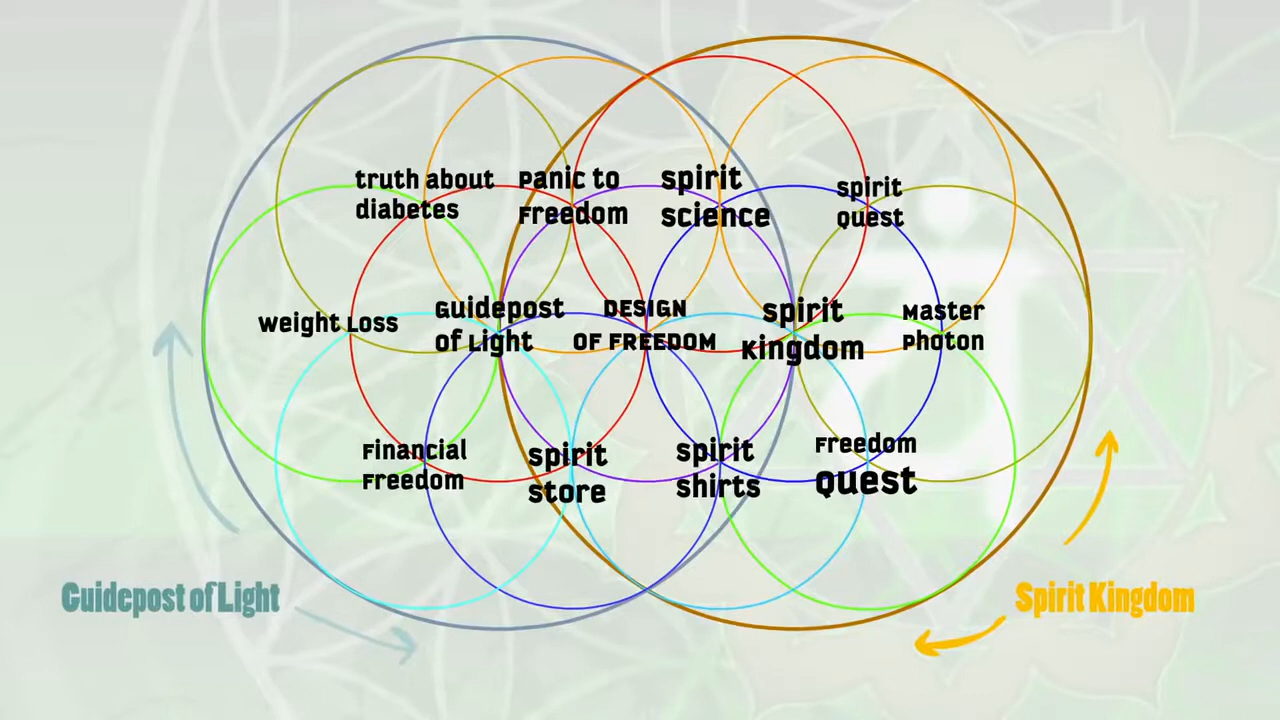 truth about
diabetes
Panic to
Freedom
spirit
science
spirit
Quest
weight Loss
Guidepost
of Light
DESIGN
OF FREEDOM
spirit
Kingdom
Master
Photon
Financial
Freedom
spirit
store
spirit
shirts
Freedom
Quest
Guidepost of Light
Spirit Kingdom